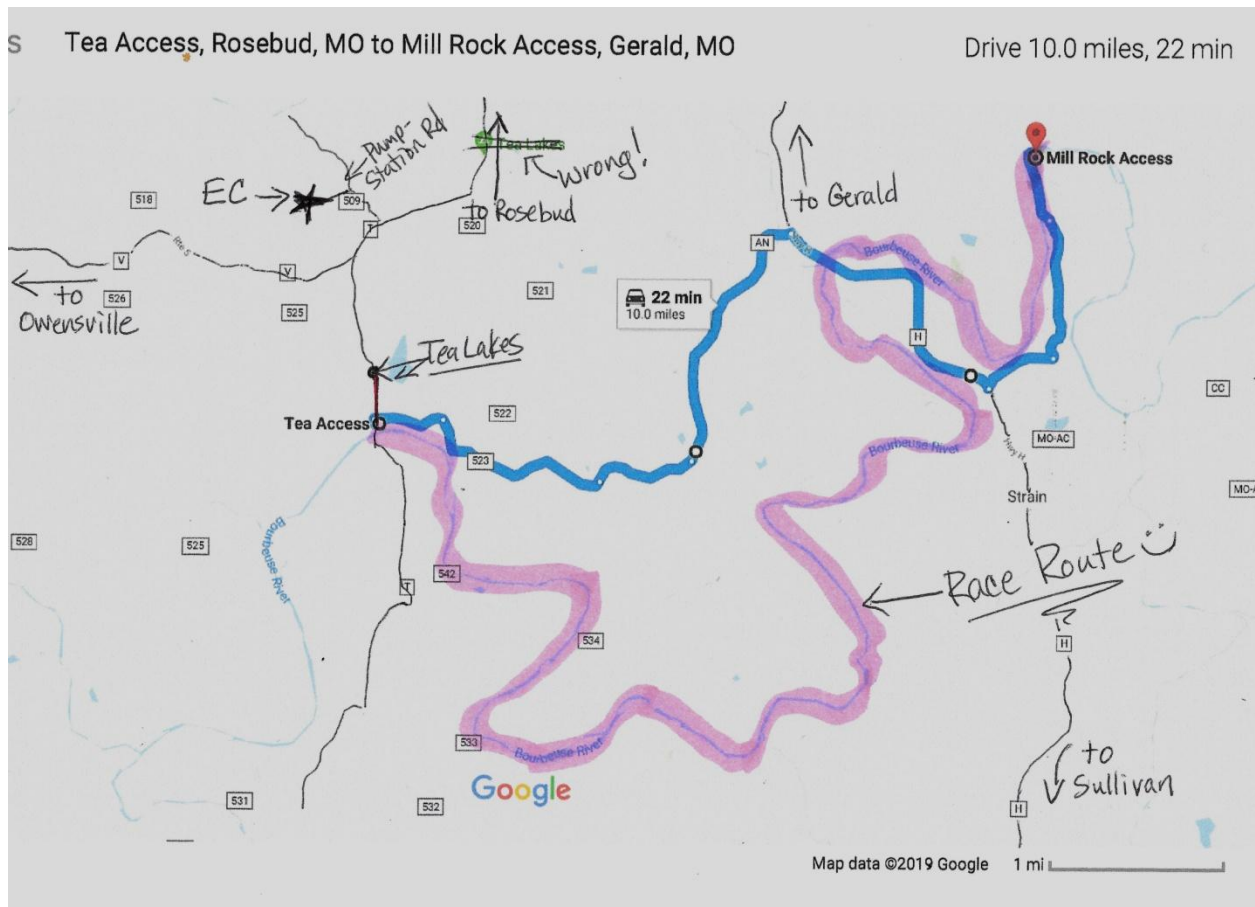 s
Tea Access, Rosebud, MO to Mill Rock Access, Gerald, MO
Drive 10.0 miles, 22 min
Pump-
Station Rd
Tea Lakes
Wrong!
EC
509
518
to Rosebud
520
T
to Gerald
Mill Rock Access
Rte S
V
V
AN
Bourbeuse River
to
Owensville
526
525
521
22 min
10.0 miles
H
Tea Lakes
Tea Access
522
523
CC
MO-AC
Bourbeuse River
Hwy H
Strain
MO-A
528
525
Bourbeuse River
542
T
Race Route
534
H
533
Bourbeuse River
Google
to
Sullivan
531
532
H
Map data ©2019 Google
1 mi